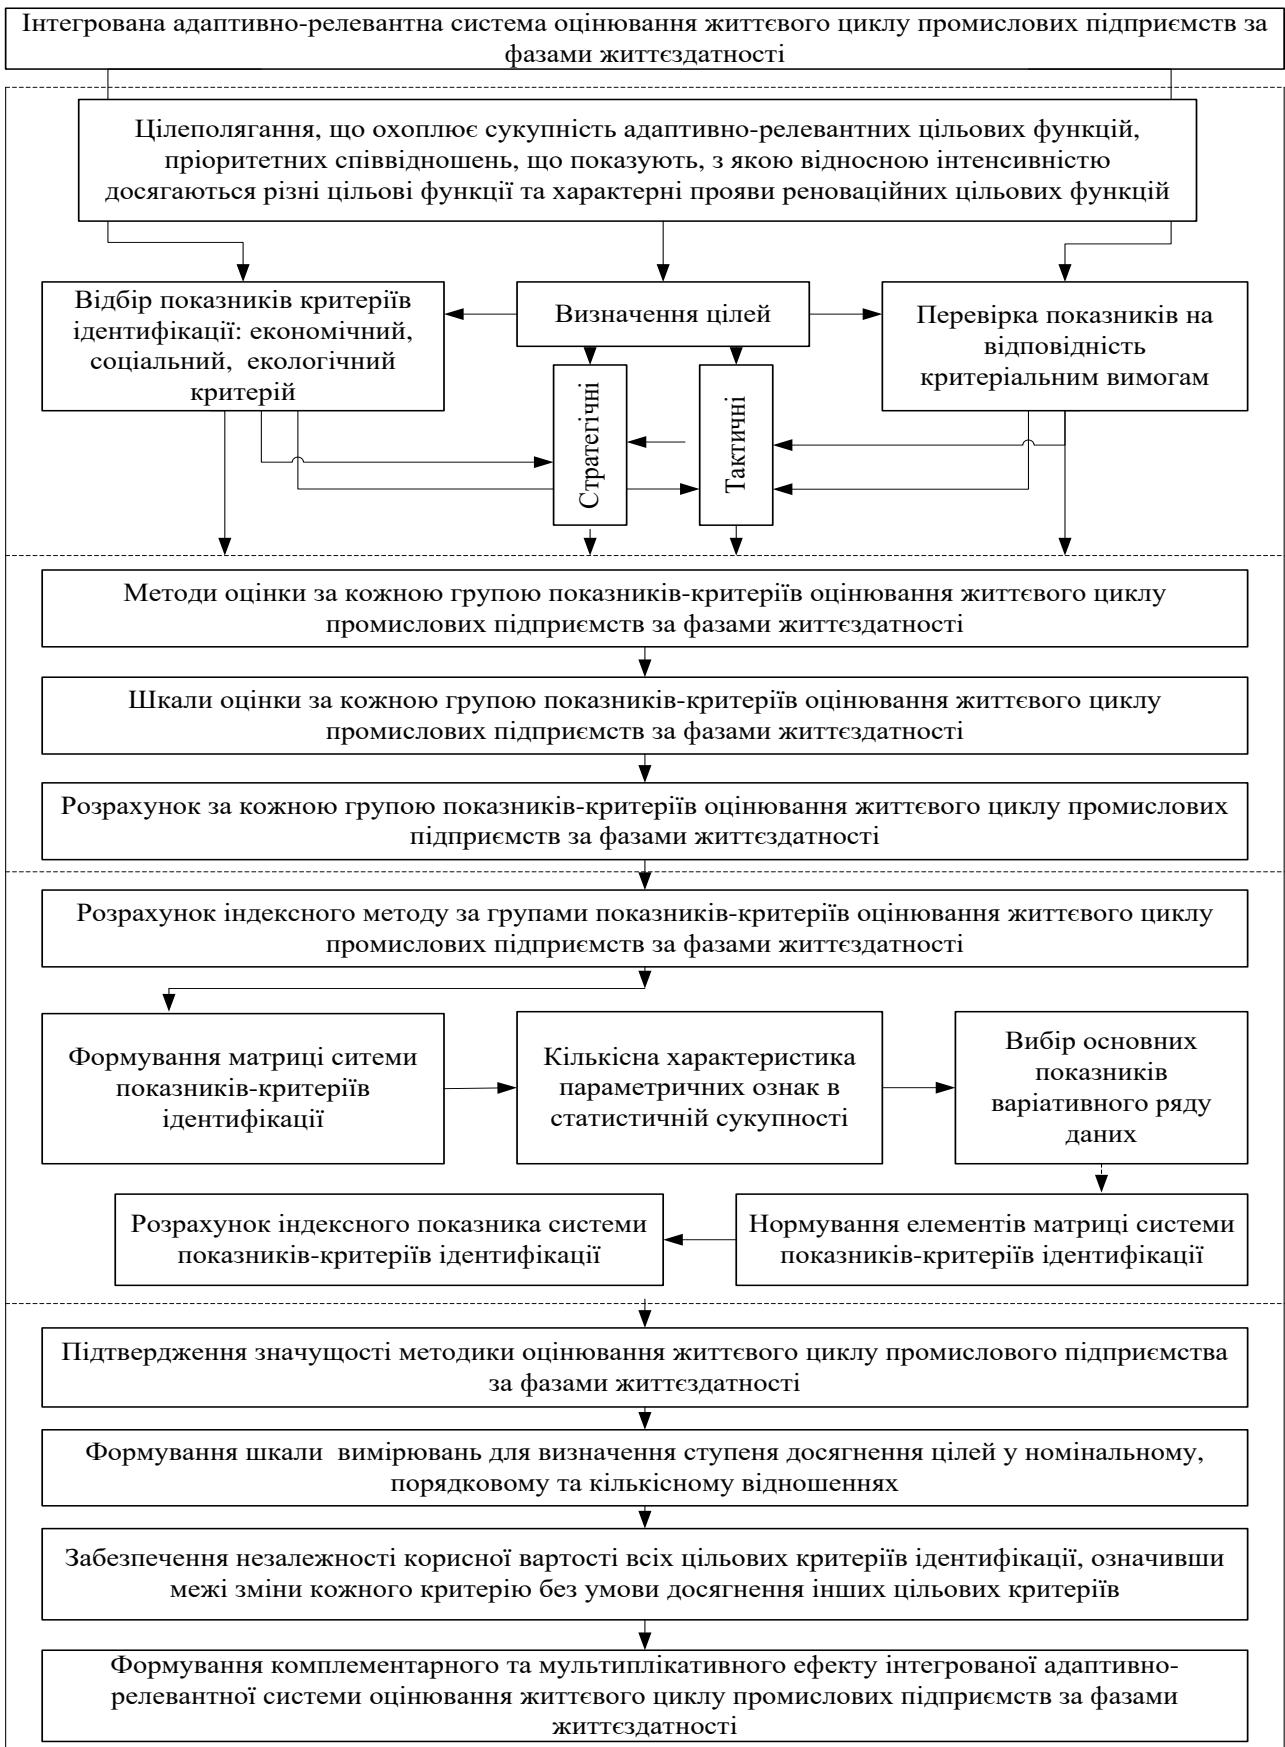 Інтегрована адаптивно-релевантна система оцінювання життєвого циклу промислових підприємств за
фазами життєздатності
Цілеполягання, що охоплює сукупність адаптивно-релевантних цільових функцій,
пріоритетних співвідношень, що показують, з якою відносною інтенсивністю
досягаються різні цільові функції та характерні прояви реноваційних цільових функцій
Відбір показників критеріїв
ідентифікації: економічний,
соціальний, екологічний
критерій
Визначення цілей
Перевірка показників на
відповідність
критеріальним вимогам
Стратегічні
Тактичні
Методи оцінки за кожною групою показників-критеріїв оцінювання життєвого циклу
промислових підприємств за фазами життєздатності
Шкали оцінки за кожною групою показників-критеріїв оцінювання життєвого циклу
промислових підприємств за фазами життєздатності
Розрахунок за кожною групою показників-критеріїв оцінювання життєвого циклу промислових
підприємств за фазами життєздатності
Розрахунок індексного методу за групами показників-критеріїв оцінювання життєвого циклу
промислових підприємств за фазами життєздатності
Формування матриці ситеми
показників-критеріїв
ідентифікації
Кількісна характеристика
параметричних ознак в
статистичній сукупності
Вибір основних
показників
варіативного ряду
даних
Розрахунок індексного показника системи
показників-критеріїв ідентифікації
Нормування елементів матриці системи
показників-критеріїв ідентифікації
Підтвердження значущості методики оцінювання життєвого циклу промислового підприємства
за фазами життєздатності
Формування шкали вимірювань для визначення ступеня досягнення цілей у номінальному,
порядковому та кількісному відношеннях
Забезпечення незалежності корисної вартості всіх цільових критеріїв ідентифікації, означивши
межі зміни кожного критерію без умови досягнення інших цільових критеріїв
Формування комплементарного та мультиплікативного ефекту інтегрованої адаптивно-
релевантної системи оцінювання життєвого циклу промислових підприємств за фазами
життєздатності